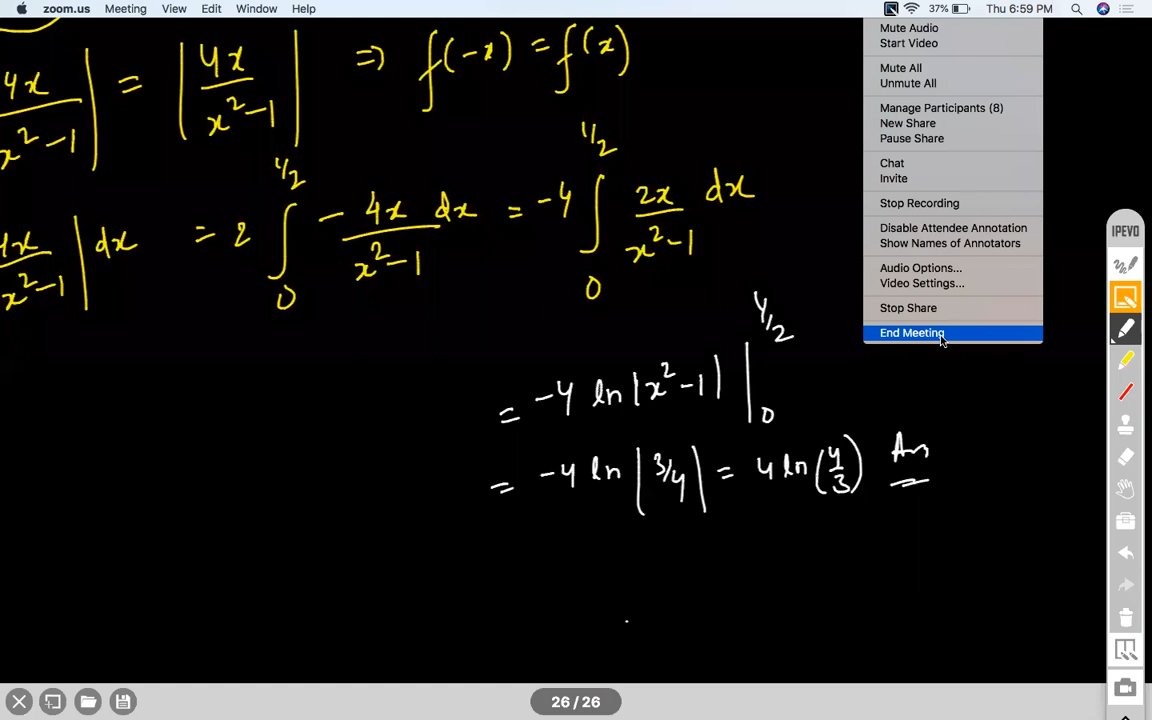 zoom.us Meeting View Edit Window Help 37% Thu 6:59 PM
Mute Audio
Start Video
Mute All
Unmute All
Manage Participants (8)
New Share
Pause Share
Chat
Invite
Stop Recording
Disable Attendee Annotation
Show Names of Annotators
Audio Options...
Video Settings...
Stop Share
End Meeting
IPEVO
4x/x²-1| = |4x/x²-1| => f(-x) = f(x)
4x/x²-1| dx = 2 ∫₀^1/2 -4x/x²-1 dx = -4 ∫₀^1/2 2x/x²-1 dx
= -4 ln|x²-1| |₀^1/2
= -4 ln|3/4| = 4 ln(4/3) Ans
26 / 26